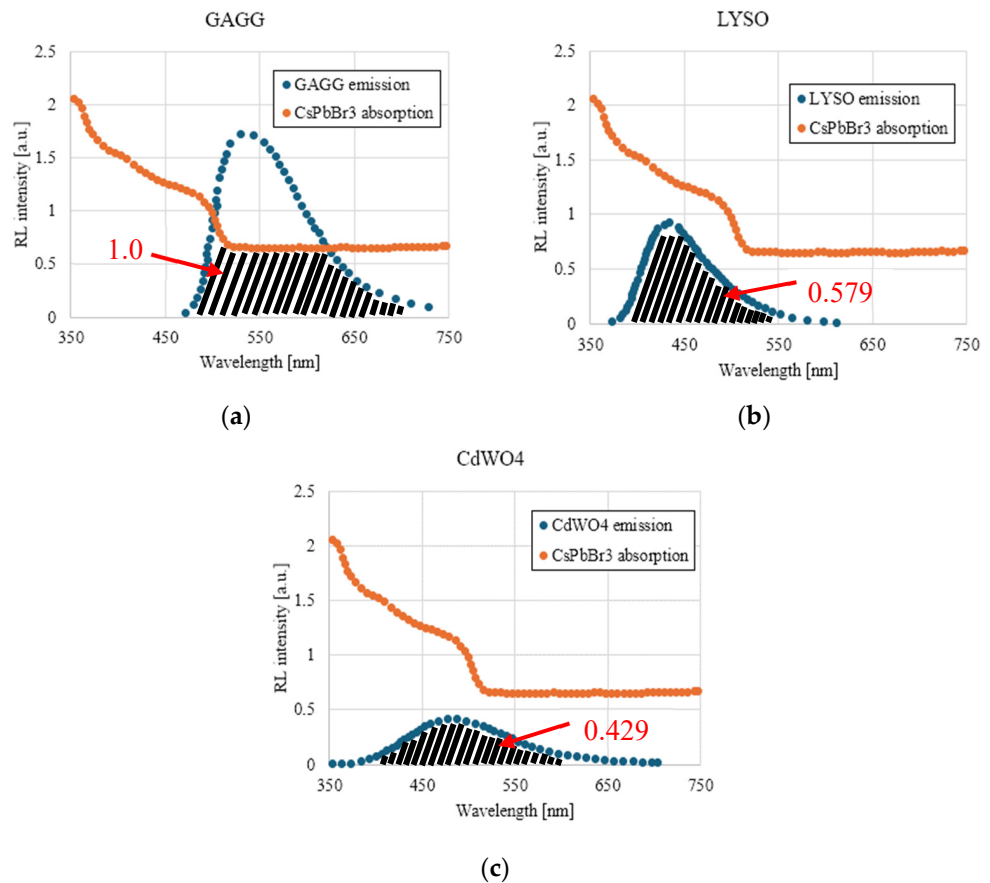 GAGG
RL intensity [a.u.]
2.5
2
1.5
1
0.5
0
GAGG emission
CsPbBr3 absorption
1.0
350 450 550 650 750
Wavelength [nm]
(a)
LYSO
RL intensity [a.u.]
2.5
2
1.5
1
0.5
0
LYSO emission
CsPbBr3 absorption
0.579
350 450 550 650 750
Wavelength [nm]
(b)
CdWO4
RL intensity [a.u.]
2.5
2
1.5
1
0.5
0
CdWO4 emission
CsPbBr3 absorption
0.429
350 450 550 650 750
Wavelength [nm]
(c)